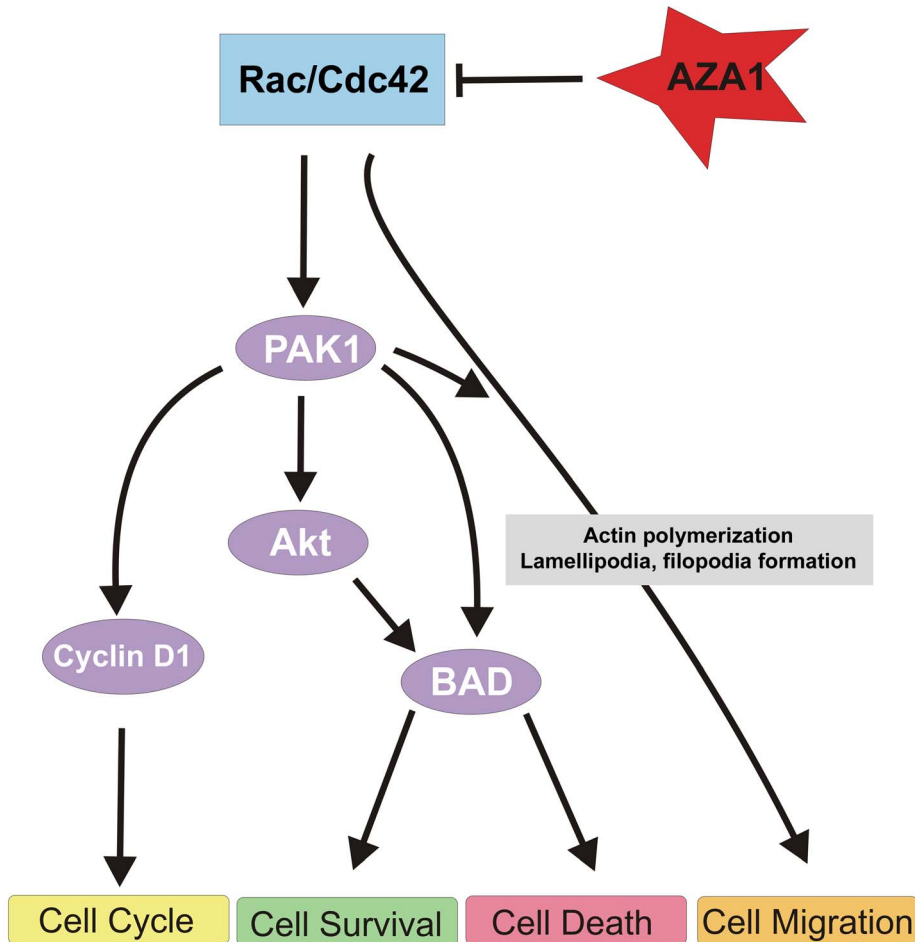 Rac/Cdc42
AZA1
PAK1
Akt
Actin polymerization
Lamellipodia, filopodia formation
Cyclin D1
BAD
Cell Cycle
Cell Survival
Cell Death
Cell Migration